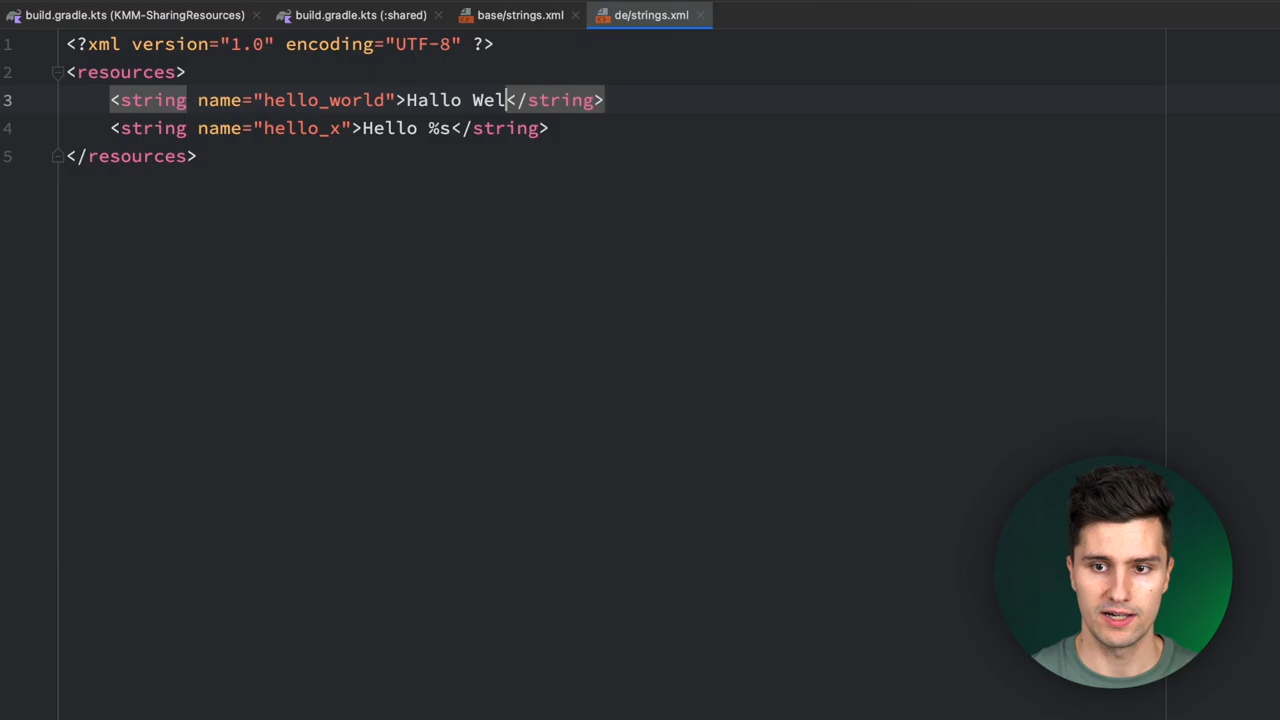 build.gradle.kts (KMM-SharingResources) build.gradle.kts (:shared) base/strings.xml de/strings.xml
1 <?xml version="1.0" encoding="UTF-8" ?>
2 <resources>
3 <string name="hello_world">Hallo Wel</string>
4 <string name="hello_x">Hello %s</string>
5 </resources>